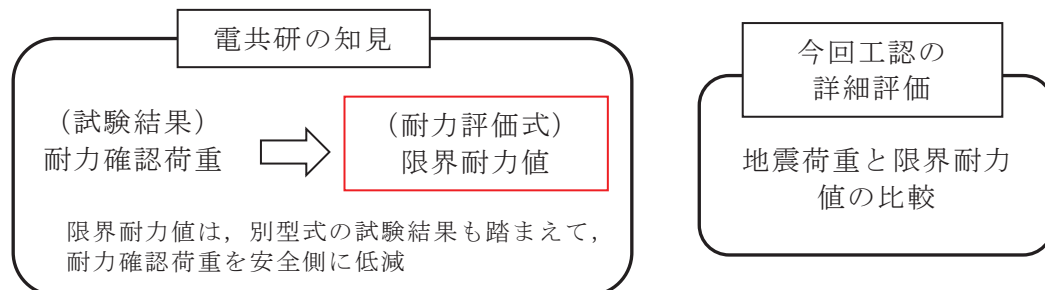 電共研の知見
（試験結果）
耐力確認荷重
（耐力評価式）
限界耐力値
限界耐力値は，別型式の試験結果も踏まえて，
耐力確認荷重を安全側に低減
今回工認の
詳細評価
地震荷重と限界耐力
値の比較